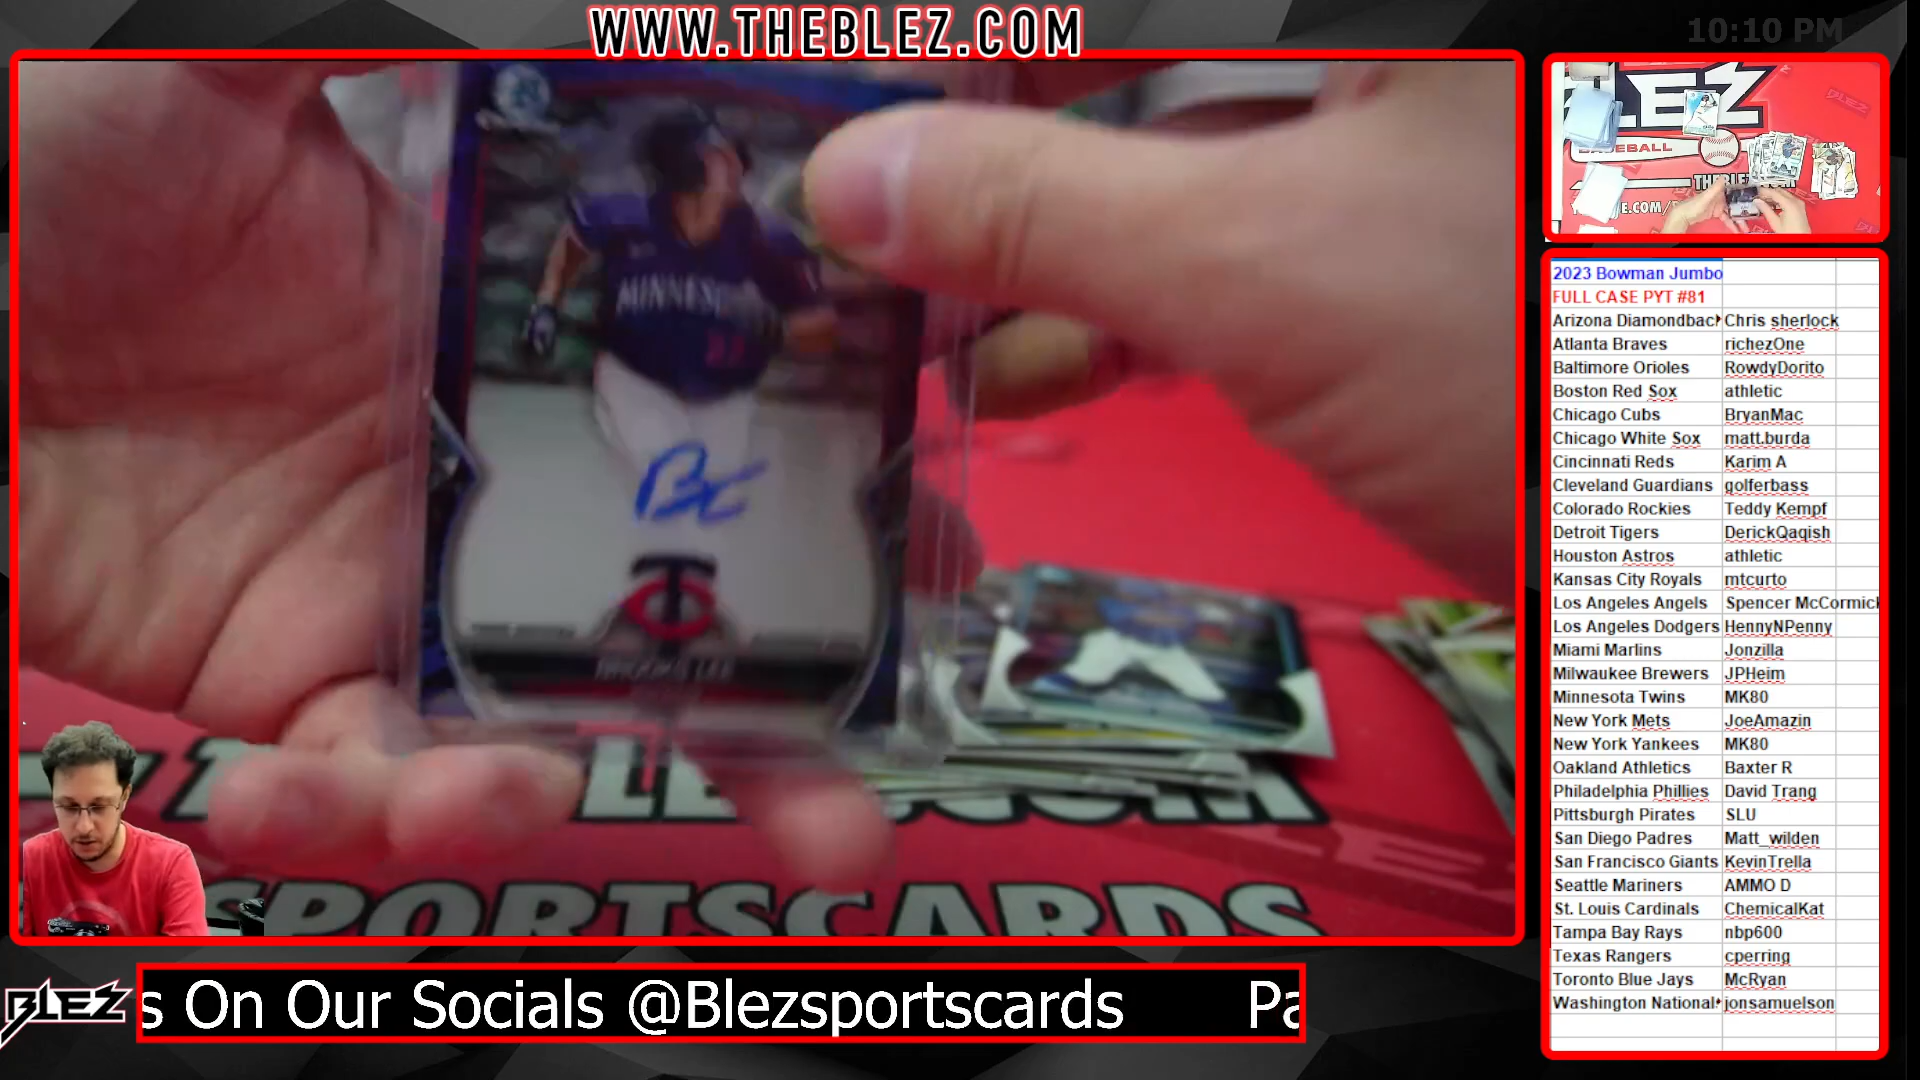 WWW.THEBLEZ.COM
10:10 PM
MINNES
BROOKS LEE
SPORTSCARDS
BLEZ
s On Our Socials @Blezsportscards Pa
BLEZ
BASEBALL
2023 Bowman Jumbo
FULL CASE PYT #81
Arizona Diamondbac Chris sherlock
Atlanta Braves richezOne
Baltimore Orioles RowdyDorito
Boston Red Sox athletic
Chicago Cubs BryanMac
Chicago White Sox matt.burda
Cincinnati Reds Karim A
Cleveland Guardians golferbass
Colorado Rockies Teddy Kempf
Detroit Tigers DerickQaqish
Houston Astros athletic
Kansas City Royals mtcurto
Los Angeles Angels Spencer McCormick
Los Angeles Dodgers HennyNPenny
Miami Marlins Jonzilla
Milwaukee Brewers JPHeim
Minnesota Twins MK80
New York Mets JoeAmazin
New York Yankees MK80
Oakland Athletics Baxter R
Philadelphia Phillies David Trang
Pittsburgh Pirates SLU
San Diego Padres Matt_wilden
San Francisco Giants KevinTrella
Seattle Mariners AMMO D
St. Louis Cardinals ChemicalKat
Tampa Bay Rays nbp600
Texas Rangers cperring
Toronto Blue Jays McRyan
Washington National jonsamuelson